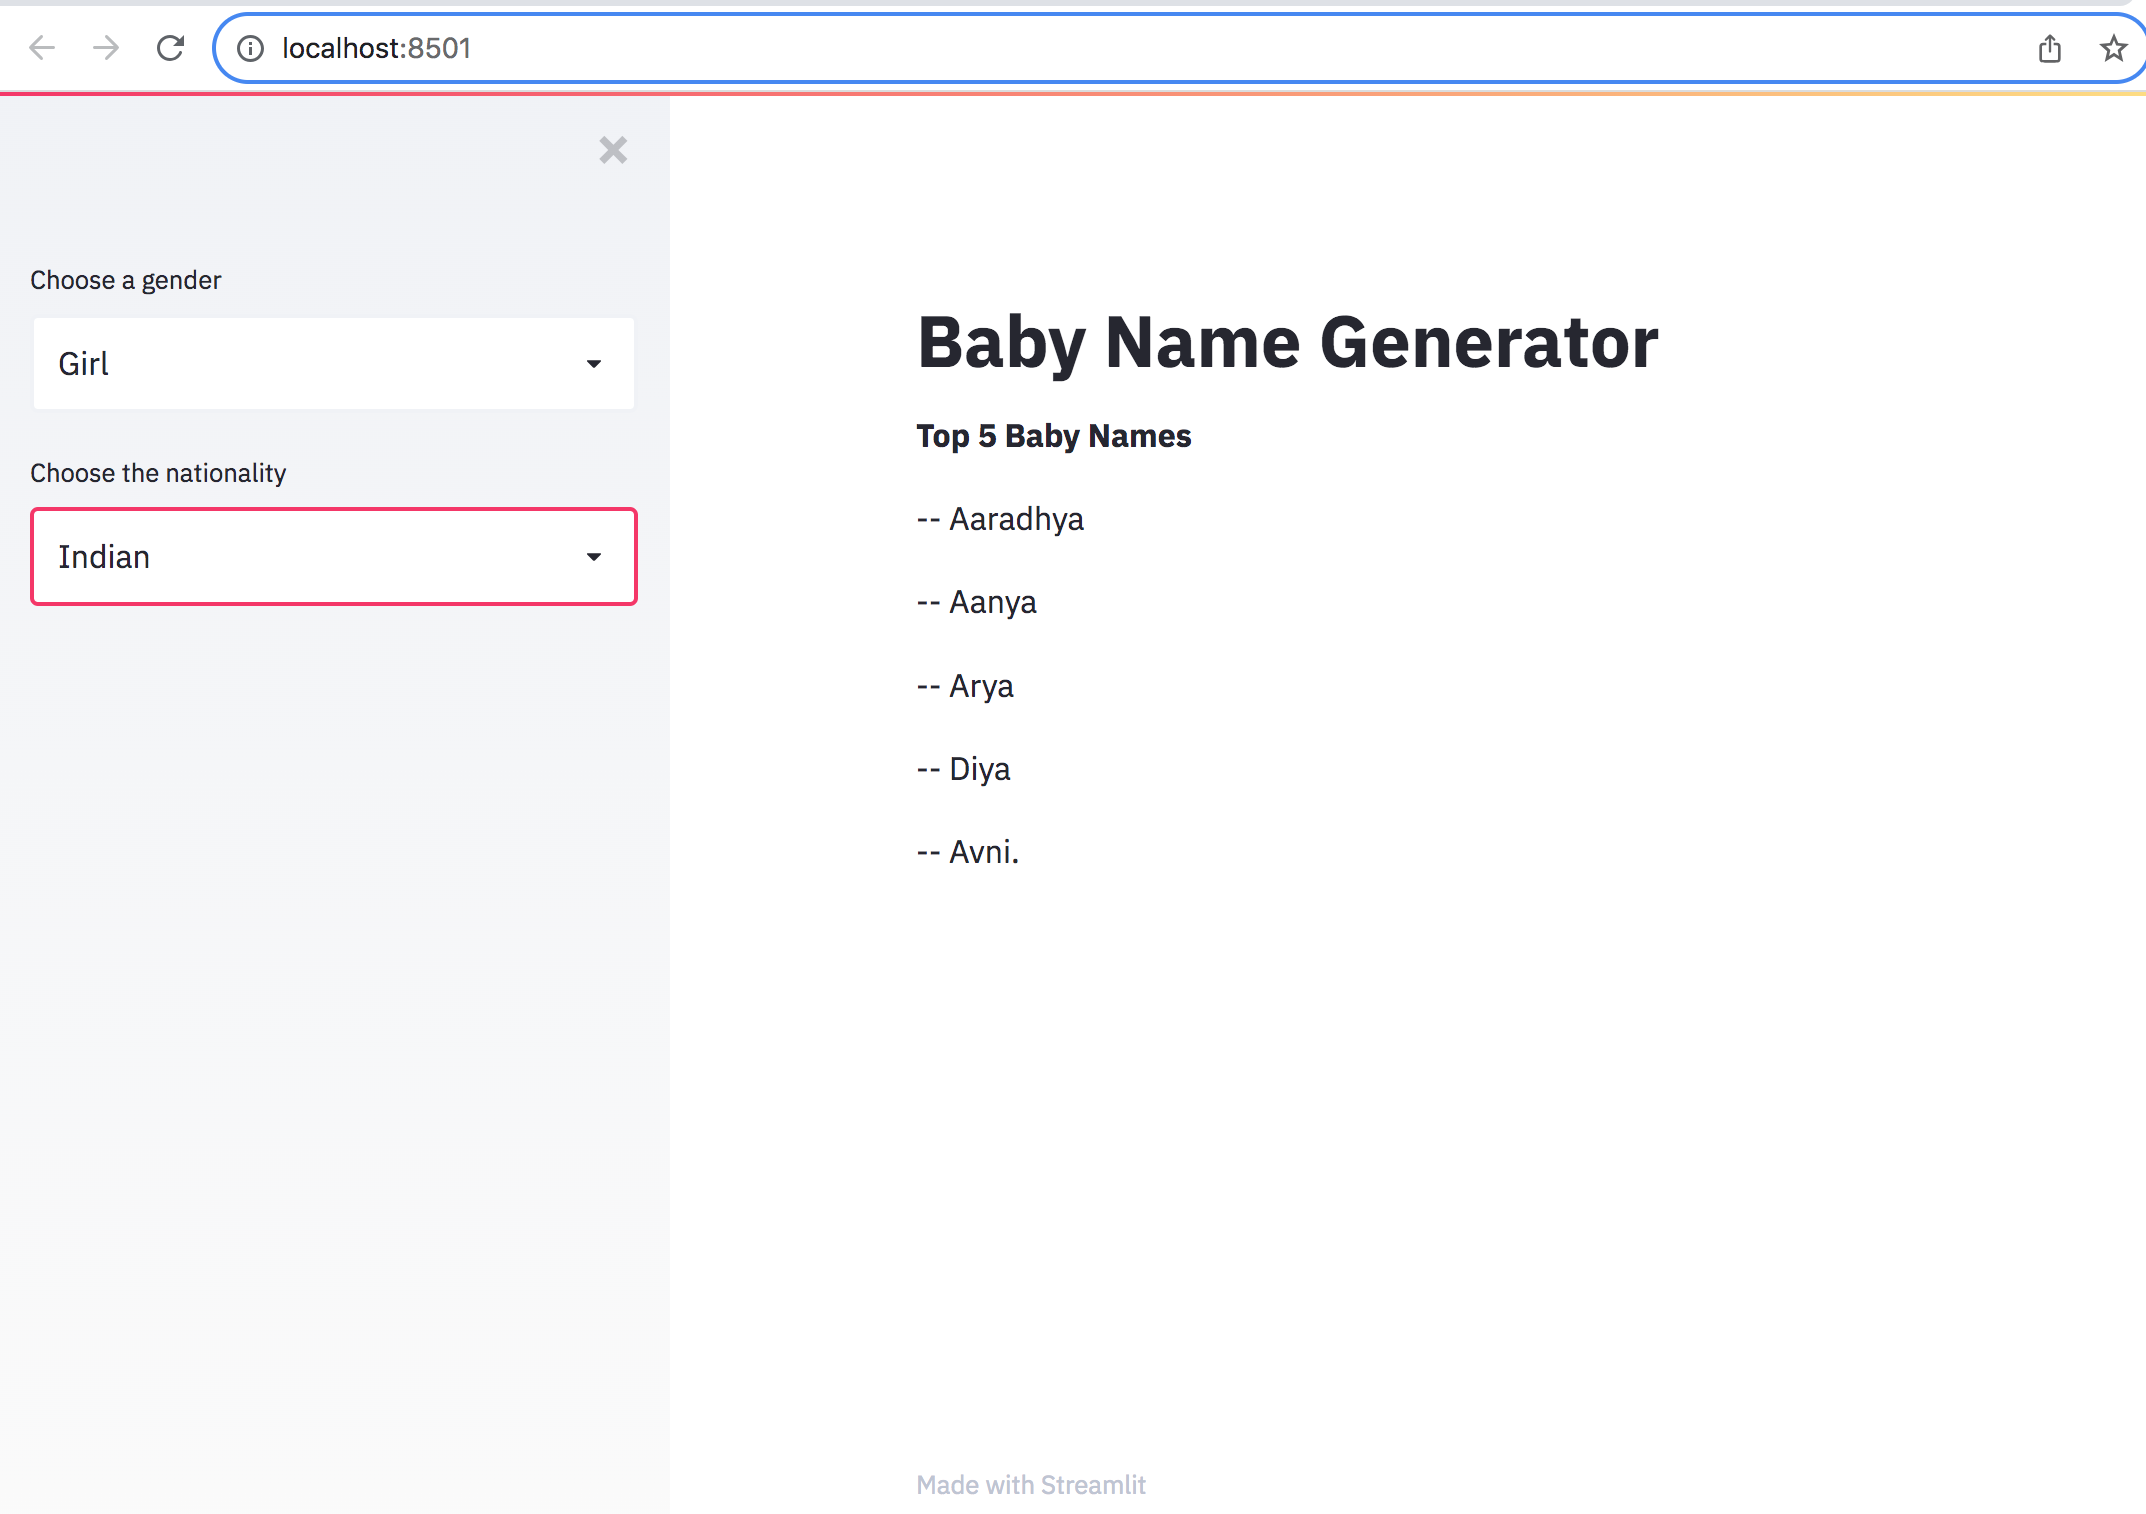 localhost:8501
Choose a gender
Girl
Choose the nationality
Indian
Baby Name Generator
Top 5 Baby Names
-- Aaradhya
-- Aanya
-- Arya
-- Diya
-- Avni.
Made with Streamlit